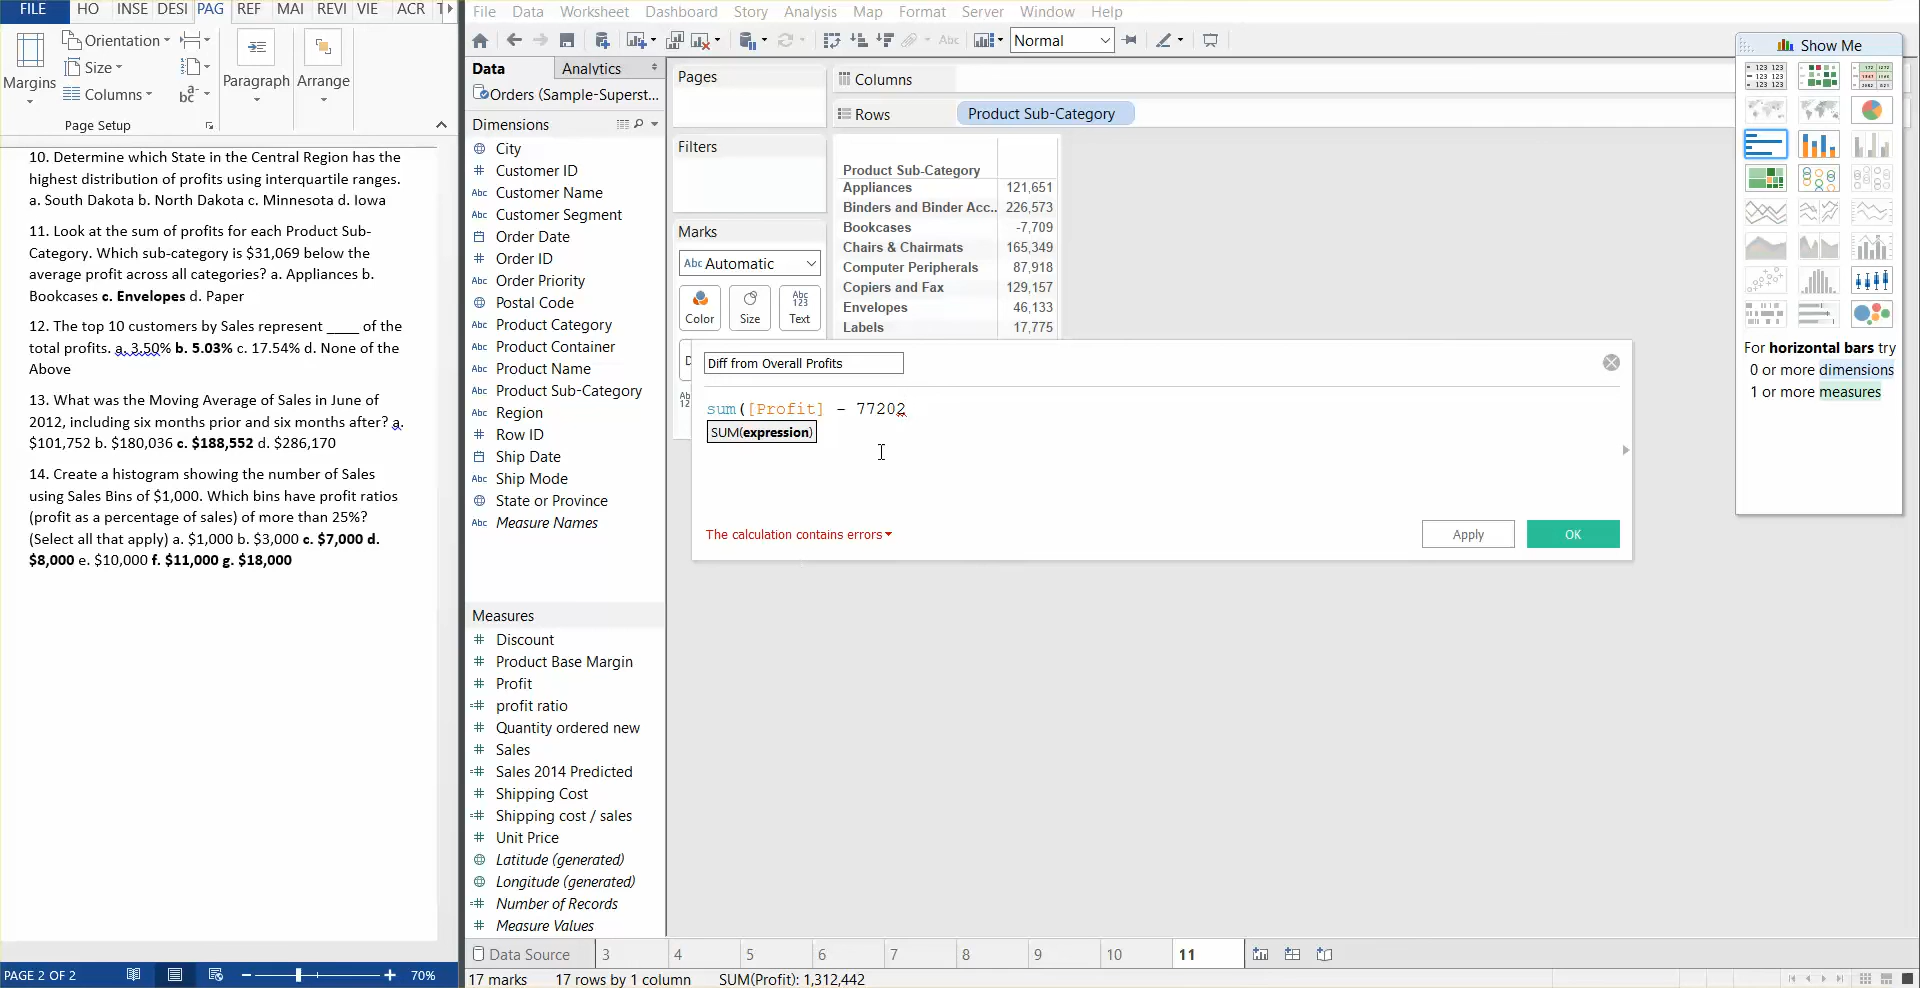 FILE HO INSE DESI PAG REF MAI REVI VIE ACR
Margins
Orientation
Size
Columns
Paragraph
Arrange
Page Setup
10. Determine which State in the Central Region has the
highest distribution of profits using interquartile ranges.
a. South Dakota b. North Dakota c. Minnesota d. Iowa
11. Look at the sum of profits for each Product Sub-
Category. Which sub-category is $31,069 below the
average profit across all categories? a. Appliances b.
Bookcases c. Envelopes d. Paper
12. The top 10 customers by Sales represent ____ of the
total profits. a. 3.50% b. 5.03% c. 17.54% d. None of the
Above
13. What was the Moving Average of Sales in June of
2012, including six months prior and six months after? a.
$101,752 b. $180,036 c. $188,552 d. $286,170
14. Create a histogram showing the number of Sales
using Sales Bins of $1,000. Which bins have profit ratios
(profit as a percentage of sales) of more than 25%?
(Select all that apply) a. $1,000 b. $3,000 c. $7,000 d.
$8,000 e. $10,000 f. $11,000 g. $18,000
PAGE 2 OF 2
70%
File Data Worksheet Dashboard Story Analysis Map Format Server Window Help
Abc
Normal
Data Analytics
Orders (Sample-Superst...
Dimensions
City
# Customer ID
Abc Customer Name
Abc Customer Segment
Order Date
# Order ID
Abc Order Priority
Postal Code
Abc Product Category
Abc Product Container
Abc Product Name
Abc Product Sub-Category
Abc Region
# Row ID
Ship Date
Abc Ship Mode
State or Province
Abc Measure Names
Measures
# Discount
# Product Base Margin
# Profit
=# profit ratio
# Quantity ordered new
# Sales
=# Sales 2014 Predicted
# Shipping Cost
=# Shipping cost / sales
# Unit Price
Latitude (generated)
Longitude (generated)
=# Number of Records
# Measure Values
Pages
Filters
Marks
Abc Automatic
Color
Size
Abc
123
Text
Columns
Rows Product Sub-Category
Product Sub-Category
Appliances 121,651
Binders and Binder Acc.. 226,573
Bookcases -7,709
Chairs & Chairmats 165,349
Computer Peripherals 87,918
Copiers and Fax 129,157
Envelopes 46,133
Labels 17,775
Diff from Overall Profits
sum([Profit] - 77202
SUM(expression)
The calculation contains errors
Apply
OK
Show Me
For horizontal bars try
0 or more dimensions
1 or more measures
Data Source 3 4 5 6 7 8 9 10 11
17 marks 17 rows by 1 column SUM(Profit): 1,312,442